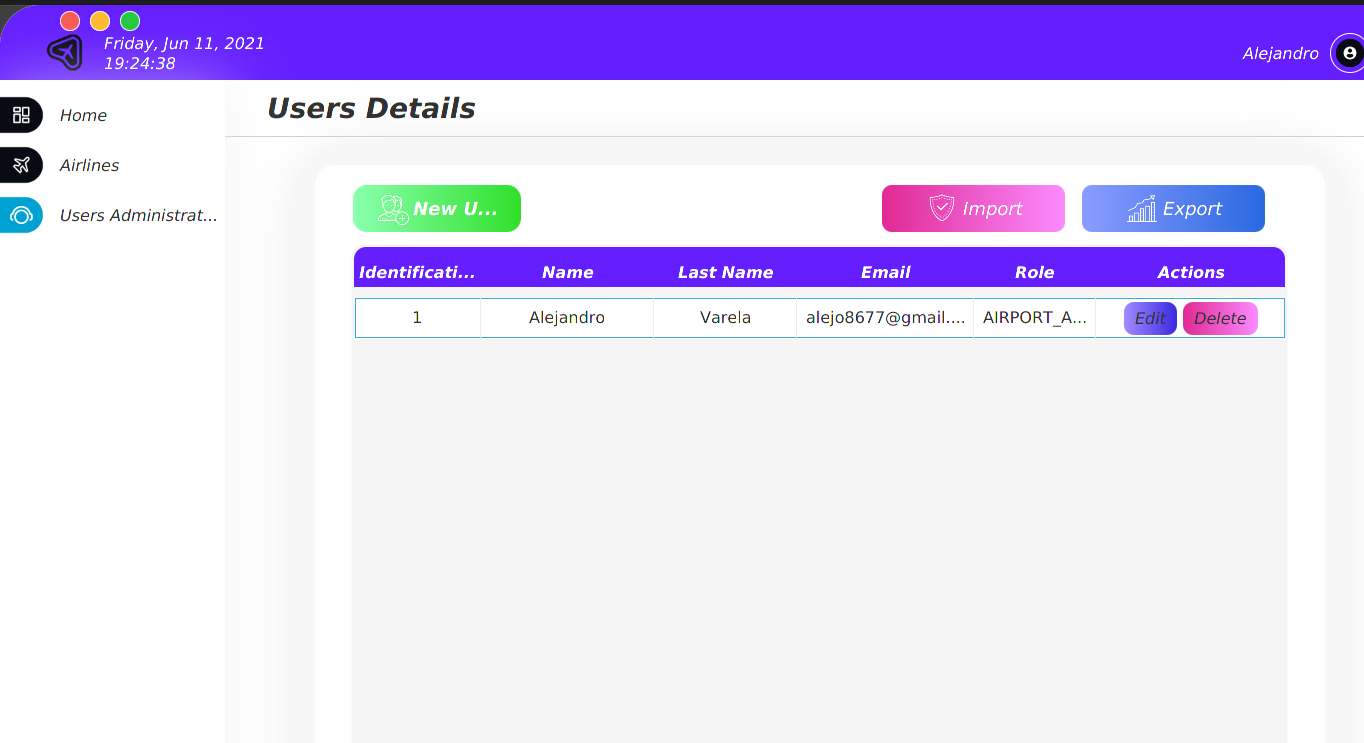 Friday, Jun 11, 2021
19:24:38
Alejandro
Home
Airlines
Users Administrat...
Users Details
New U...
Import
Export
Identificati... Name Last Name Email Role Actions
1 Alejandro Varela alejo8677@gmail.... AIRPORT_A... Edit Delete